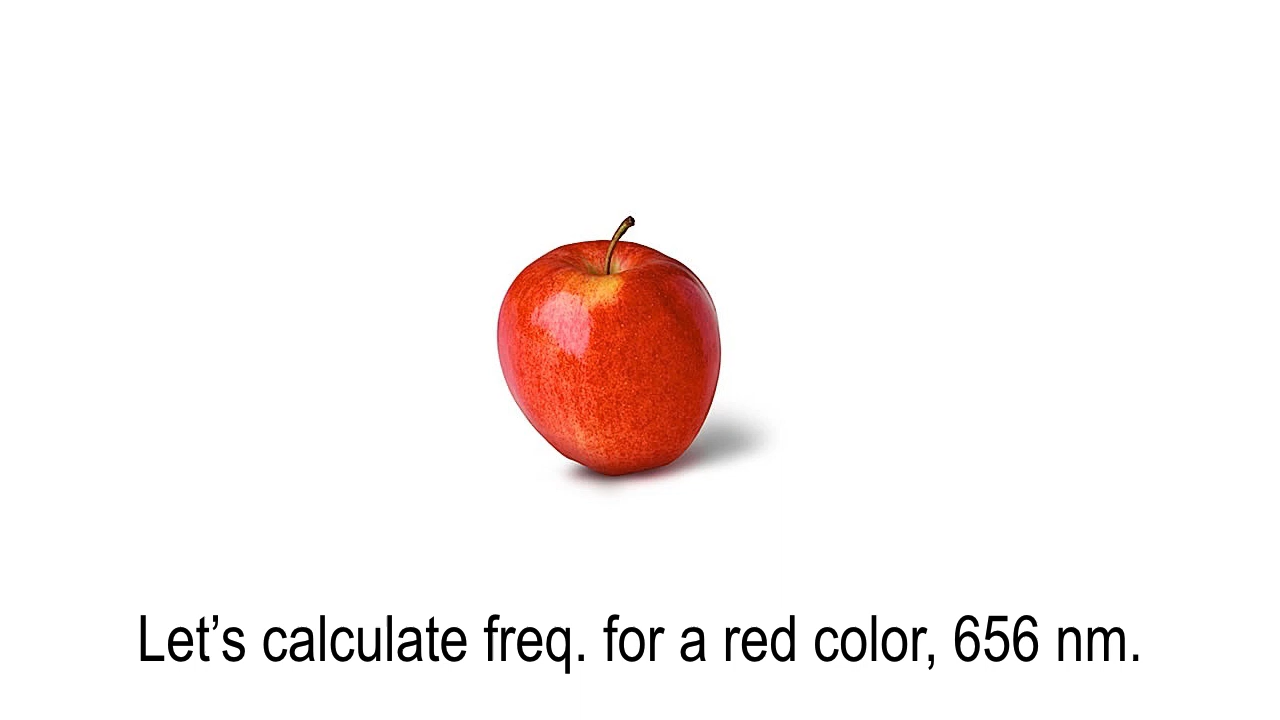 Let’s calculate freq. for a red color, 656 nm.